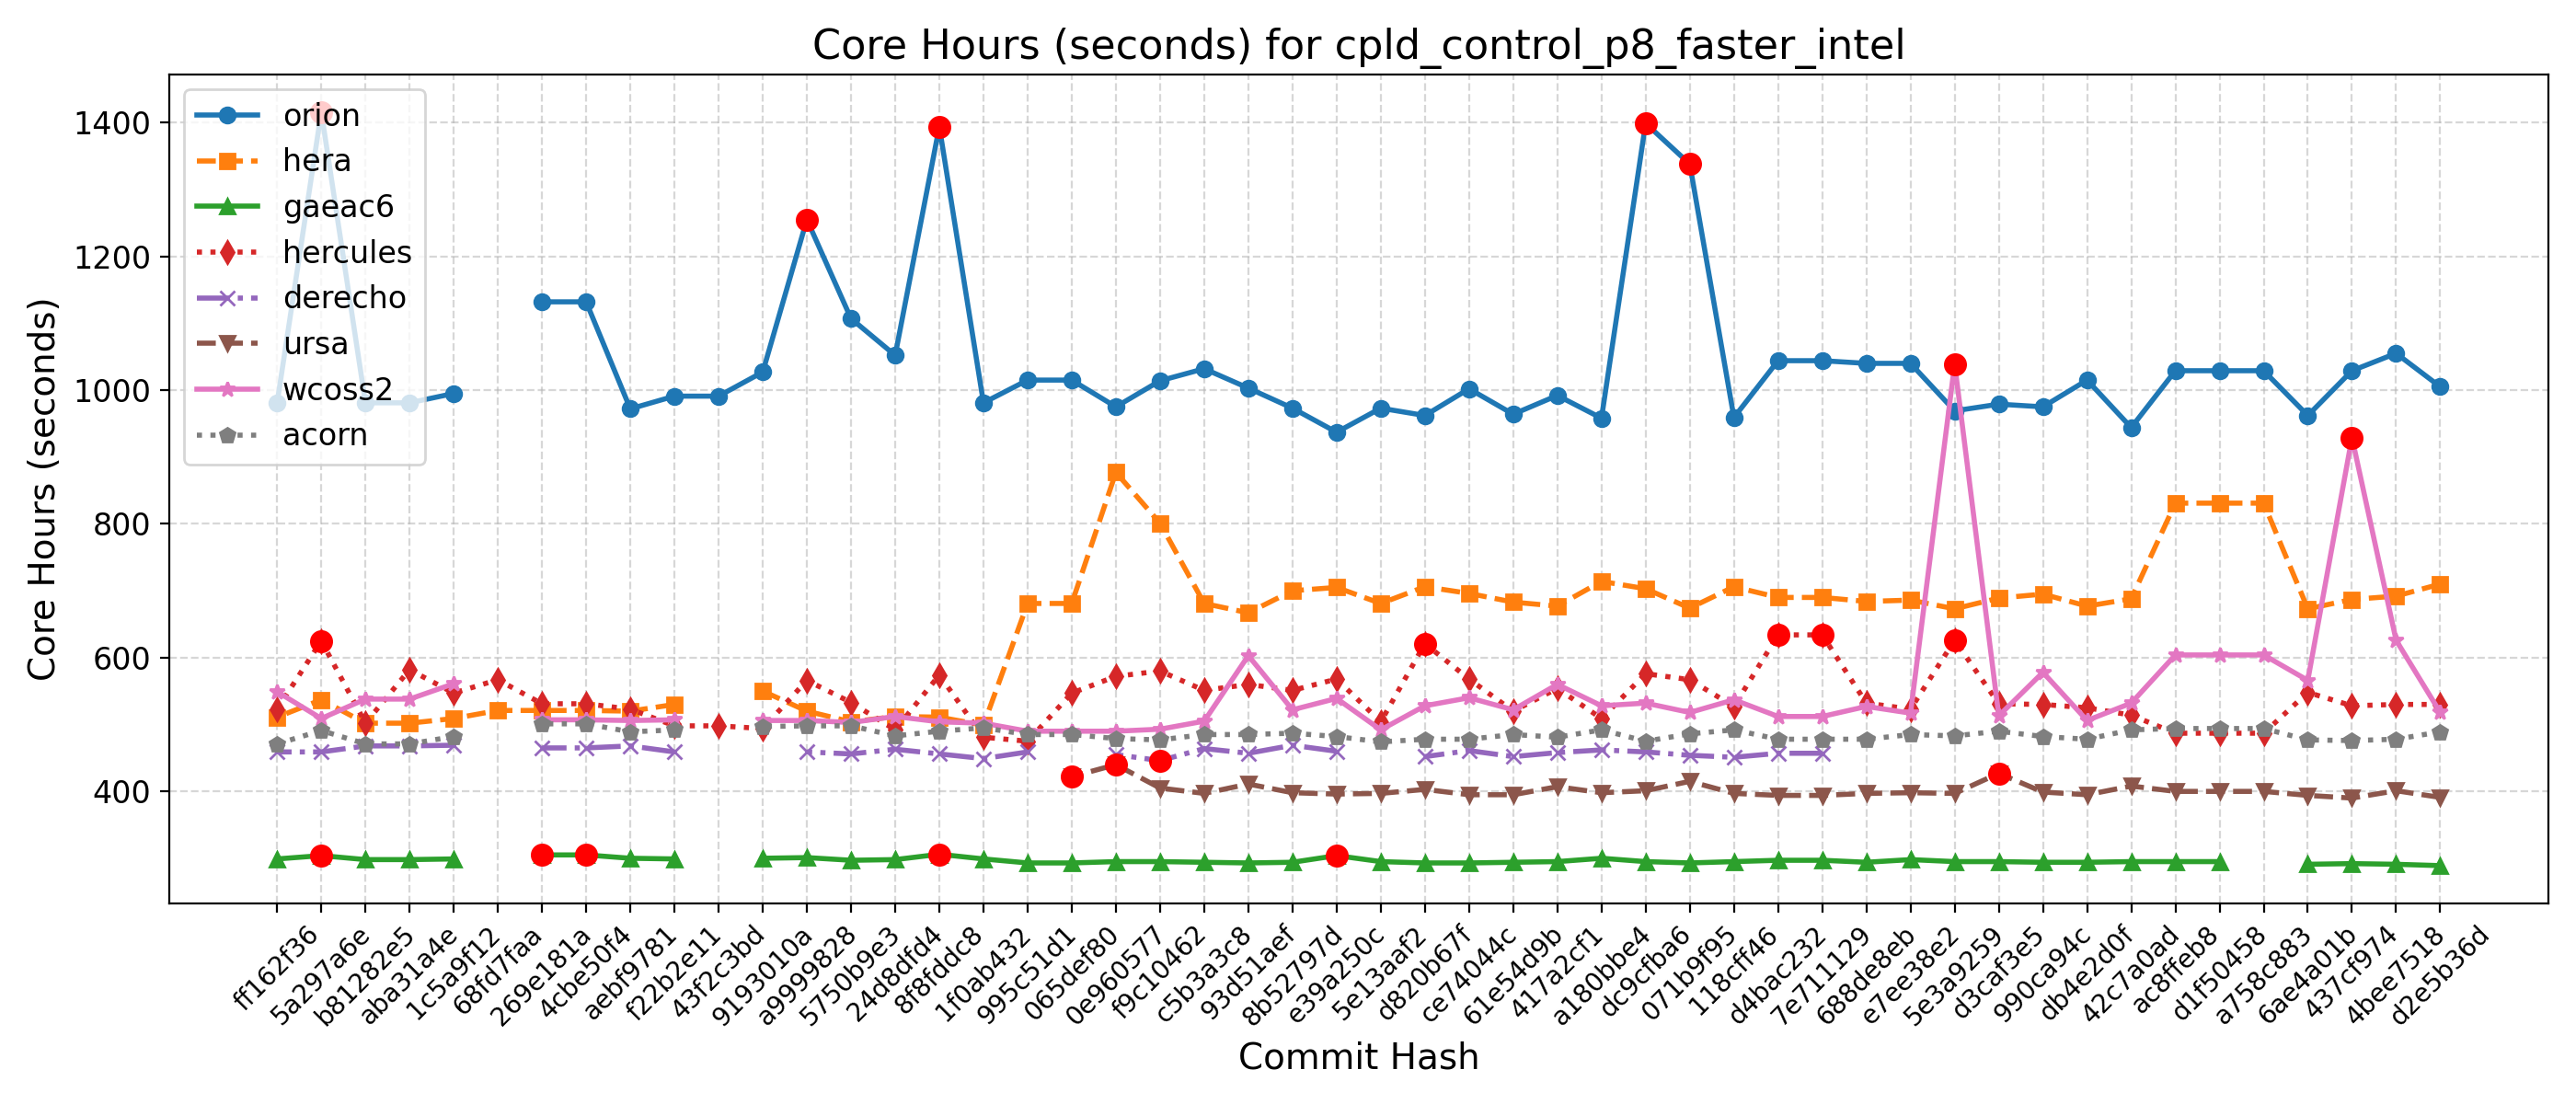 Core Hours (seconds) for cpld_control_p8_faster_intel
Core Hours (seconds)
1400
1200
1000
800
600
400
orion
hera
gaeac6
hercules
derecho
ursa
wcoss2
acorn
ff162f36
5a297a6e
b81282e5
aba31a4e
1c5a9f12
68fd7faa
269e181a
4cbe50f4
aebf9781
f22b2e11
43f2c3bd
9193010a
a9999828
5750b9e3
24d8dfd4
8f8fddc8
1f0ab432
995c51d1
065def80
0e960577
f9c10462
c5b3a3c8
93d51aef
8b52797d
e39a250c
5e13aaf2
d820b67f
ce74044c
61e54d9b
417a2cf1
a180bbe4
dc9cfba6
071b9f95
118cff46
d4bac232
7e711129
688de8eb
e7ee38e2
5e3a9259
d3caf3e5
990ca94c
db4e2d0f
42c7a0ad
ac8ffeb8
d1f50458
a758c883
6ae4a01b
437cf974
4bee7518
d2e5b36d
Commit Hash